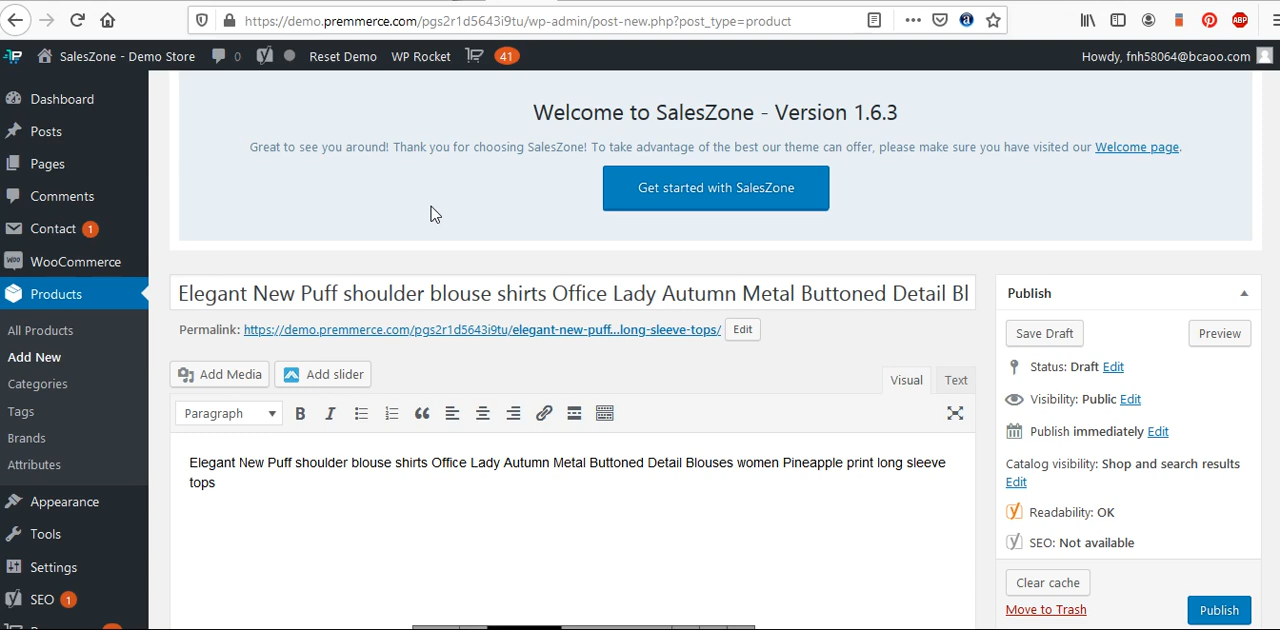 https://demo.premmerce.com/pgs2r1d5643i9tu/wp-admin/post-new.php?post_type=product
SalesZone - Demo Store 0 Reset Demo WP Rocket 41 Howdy, fnh58064@bcaoo.com
Dashboard
Posts
Pages
Comments
Contact 1
WooCommerce
Products
All Products
Add New
Categories
Tags
Brands
Attributes
Appearance
Tools
Settings
SEO 1
Welcome to SalesZone - Version 1.6.3
Great to see you around! Thank you for choosing SalesZone! To take advantage of the best our theme can offer, please make sure you have visited our Welcome page.
Get started with SalesZone
Elegant New Puff shoulder blouse shirts Office Lady Autumn Metal Buttoned Detail Bl
Permalink: https://demo.premmerce.com/pgs2r1d5643i9tu/elegant-new-puff...long-sleeve-tops/ Edit
Add Media Add slider
Visual Text
Paragraph B I
Elegant New Puff shoulder blouse shirts Office Lady Autumn Metal Buttoned Detail Blouses women Pineapple print long sleeve
tops
Publish
Save Draft Preview
Status: Draft Edit
Visibility: Public Edit
Publish immediately Edit
Catalog visibility: Shop and search results
Edit
Readability: OK
SEO: Not available
Clear cache
Move to Trash Publish